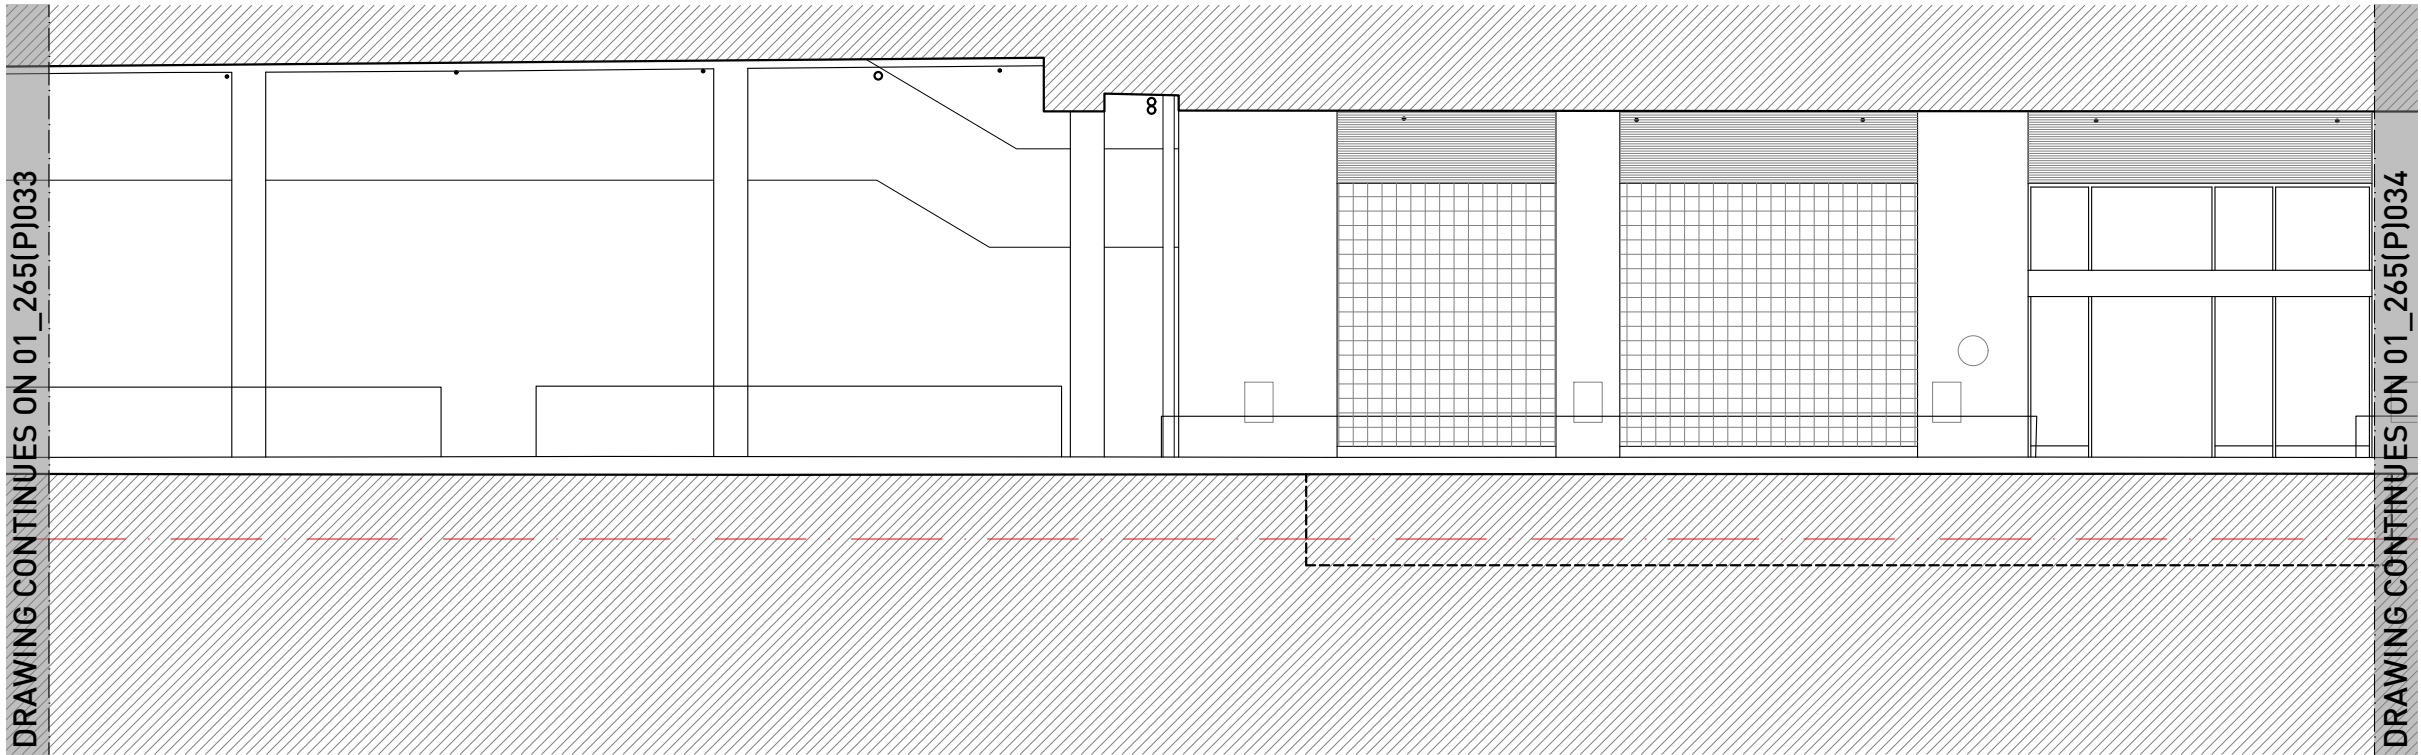 DRAWING CONTINUES ON 01_265(P)033
DRAWING CONTINUES ON 01_265(P)034